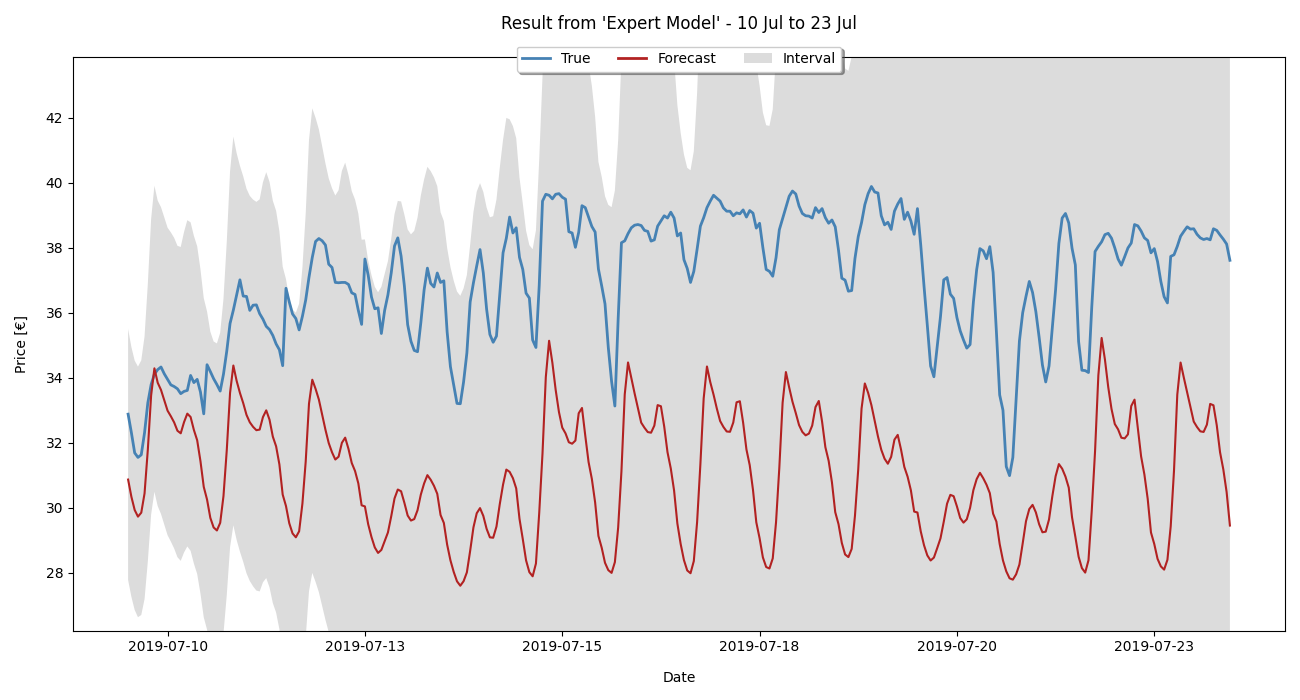 Result from 'Expert Model' - 10 Jul to 23 Jul
True Forecast Interval
42
40
38
36
34
32
30
28
Price [€]
2019-07-10 2019-07-13 2019-07-15 2019-07-18 2019-07-20 2019-07-23
Date